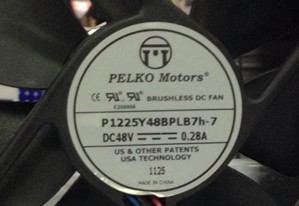 PELKO Motors®
CE BRUSHLESS DC FAN
P1225Y48BPLB7h-7
DC48V 0.28A
US & OTHER PATENTS
USA TECHNOLOGY
1125
MADE IN CHINA